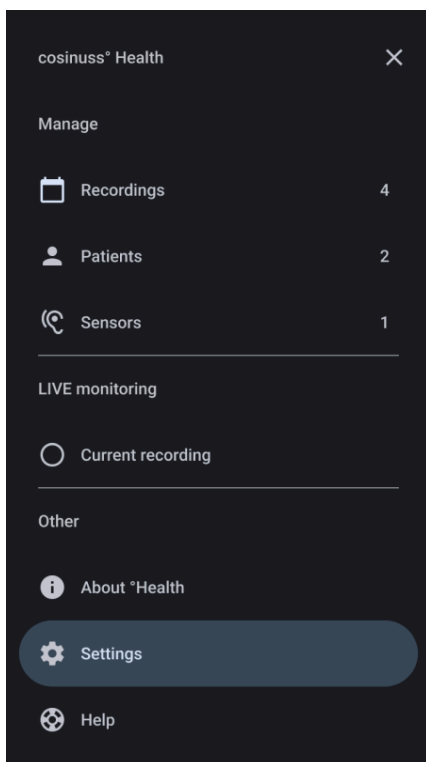 cosinuss° Health
Manage
Recordings 4
Patients 2
Sensors 1
LIVE monitoring
Current recording
Other
About °Health
Settings
Help